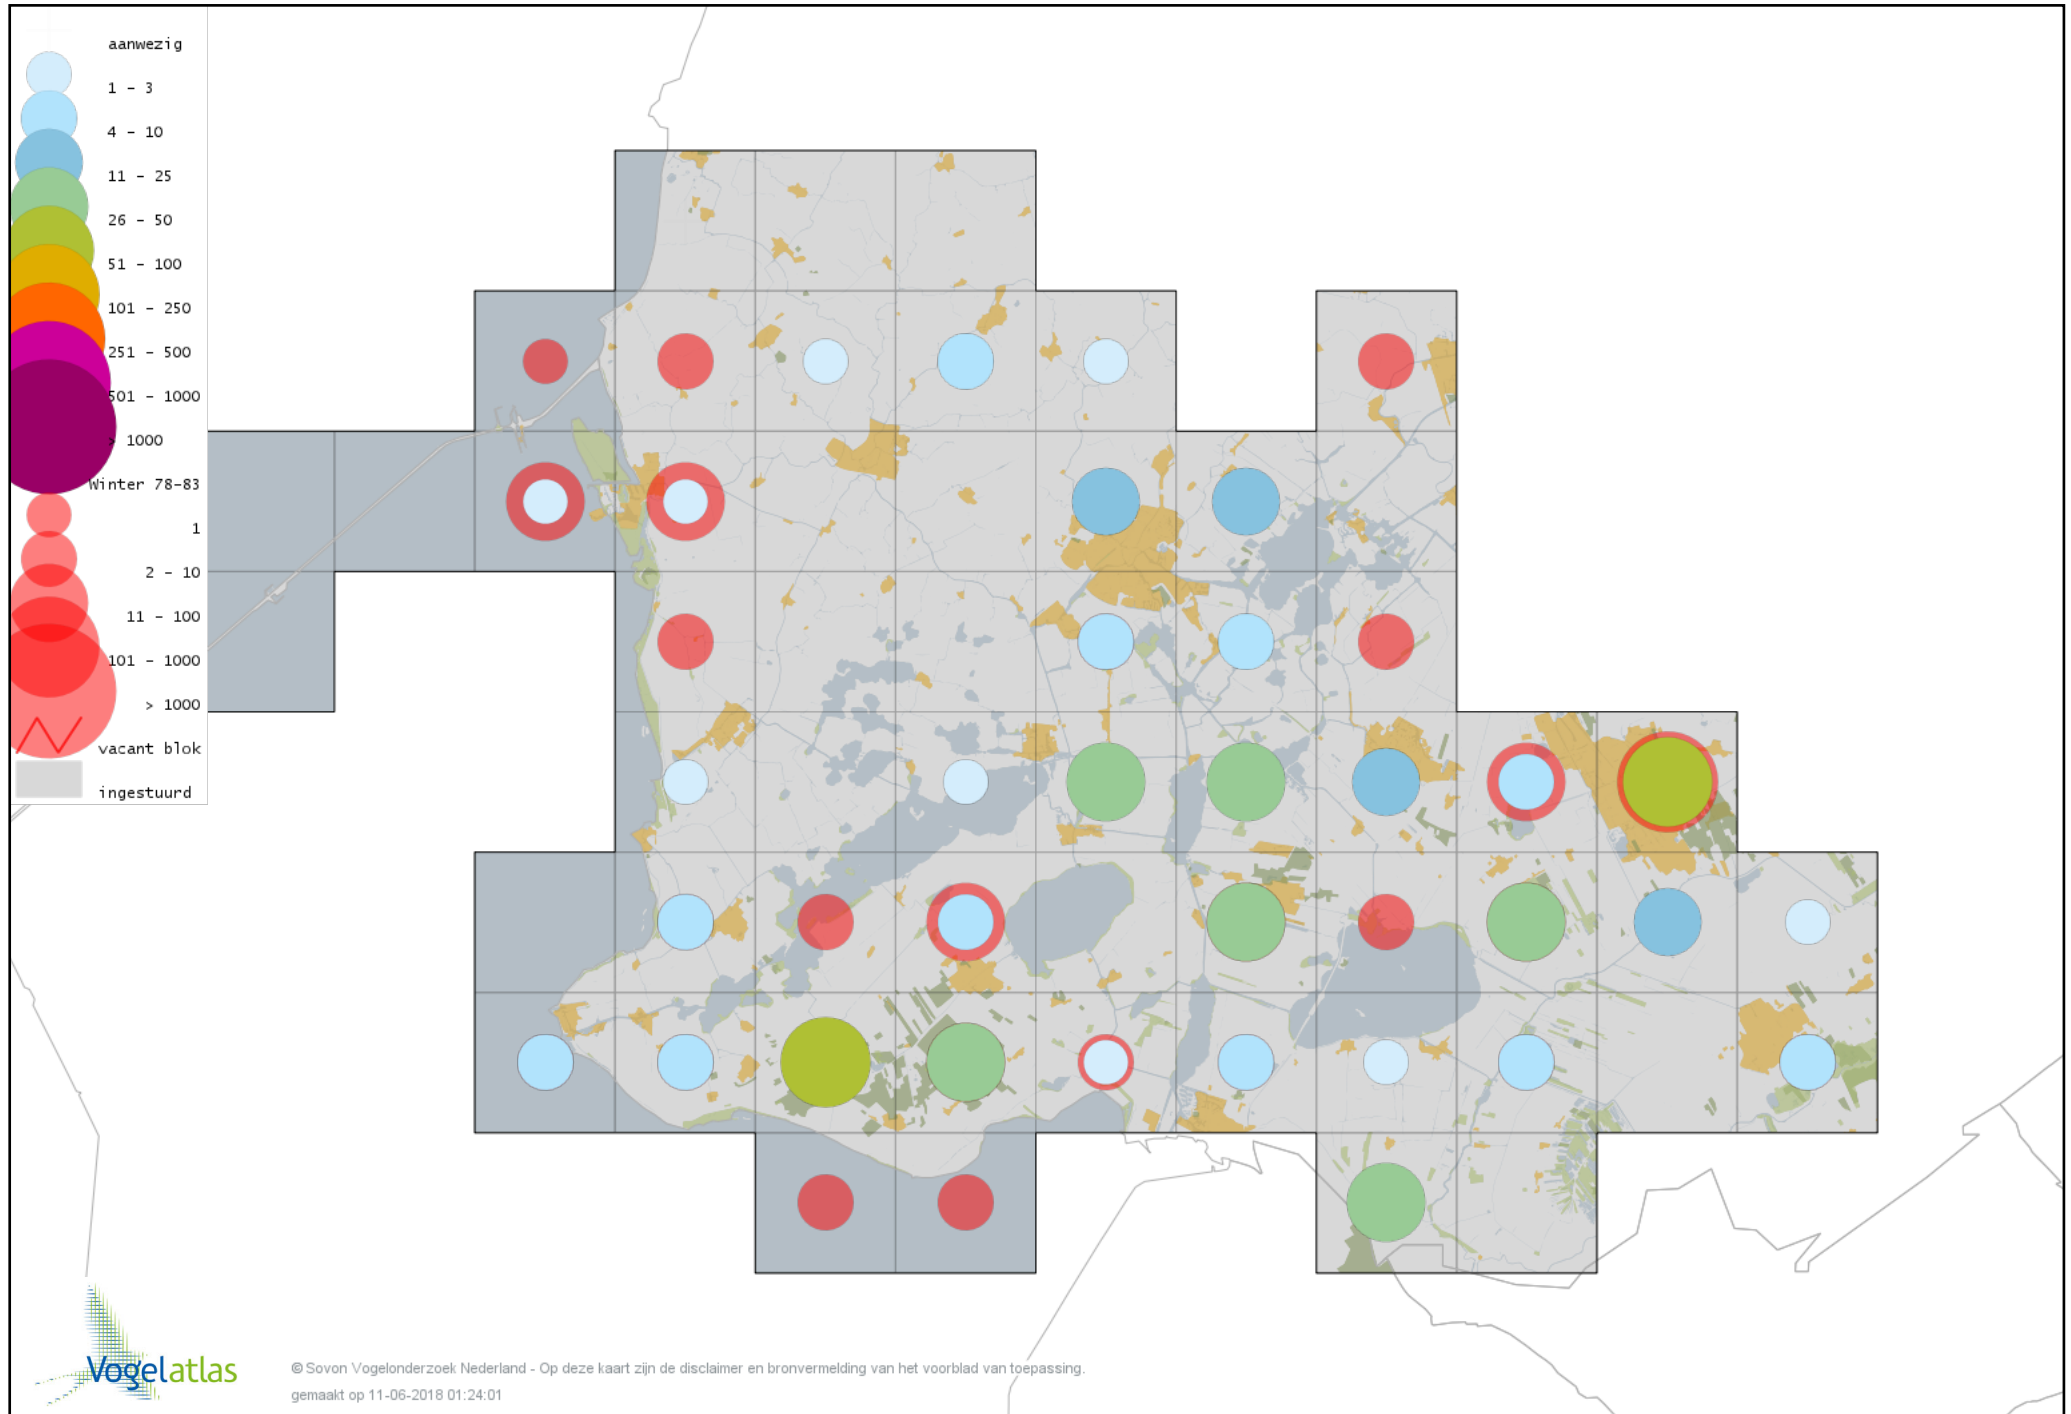 aanwezig
1 - 3
4 - 10
11 - 25
26 - 50
51 - 100
101 - 250
251 - 500
501 - 1000
> 1000
Winter 78-83
1
2 - 10
11 - 100
101 - 1000
> 1000
vacant blok
ingestuurd
Vogelatlas
© Sovon Vogelonderzoek Nederland - Op deze kaart zijn de disclaimer en bronvermelding van het voorblad van toepassing.
gemaakt op 11-06-2018 01:24:01